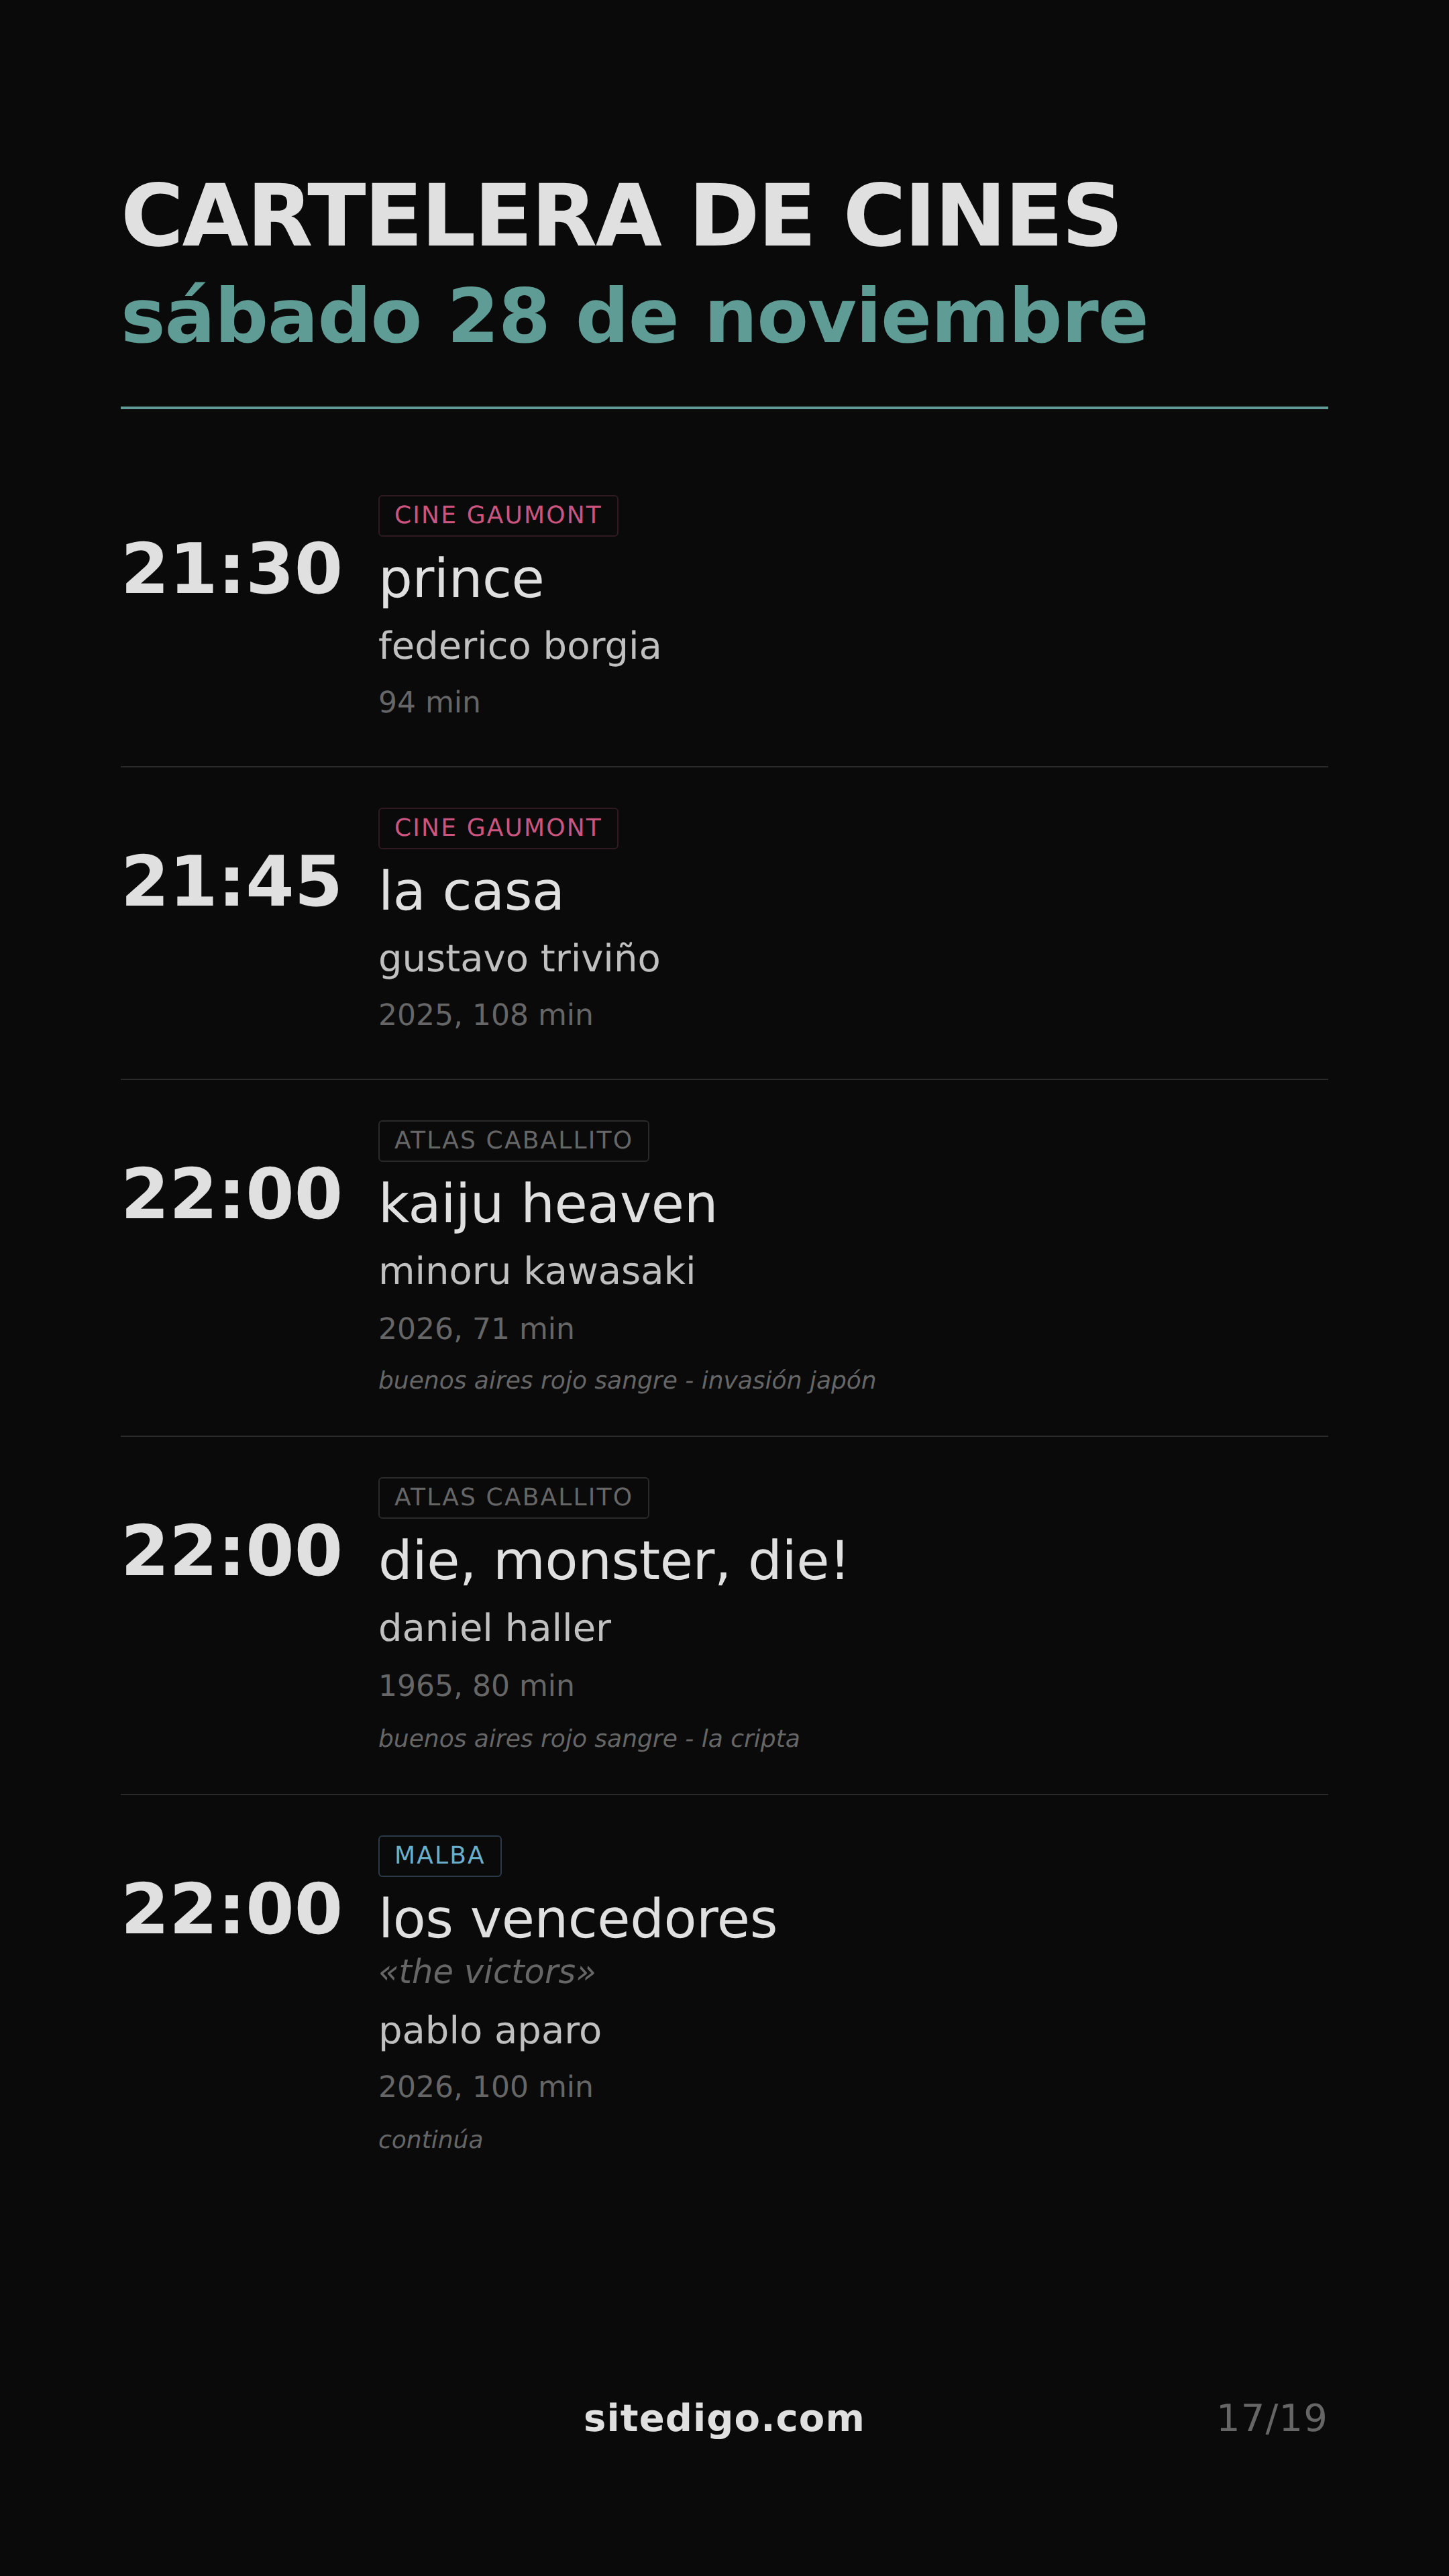 CARTELERA DE CINES
sábado 28 de noviembre
CINE GAUMONT
21:30
prince
federico borgia
94 min
CINE GAUMONT
21:45
la casa
gustavo triviño
2025, 108 min
ATLAS CABALLITO
22:00
kaiju heaven
minoru kawasaki
2026, 71 min
buenos aires rojo sangre - invasión japón
ATLAS CABALLITO
22:00
die, monster, die!
daniel haller
1965, 80 min
buenos aires rojo sangre - la cripta
MALBA
22:00
los vencedores
«the victors»
pablo aparo
2026, 100 min
continúa
sitedigo.com
17/19